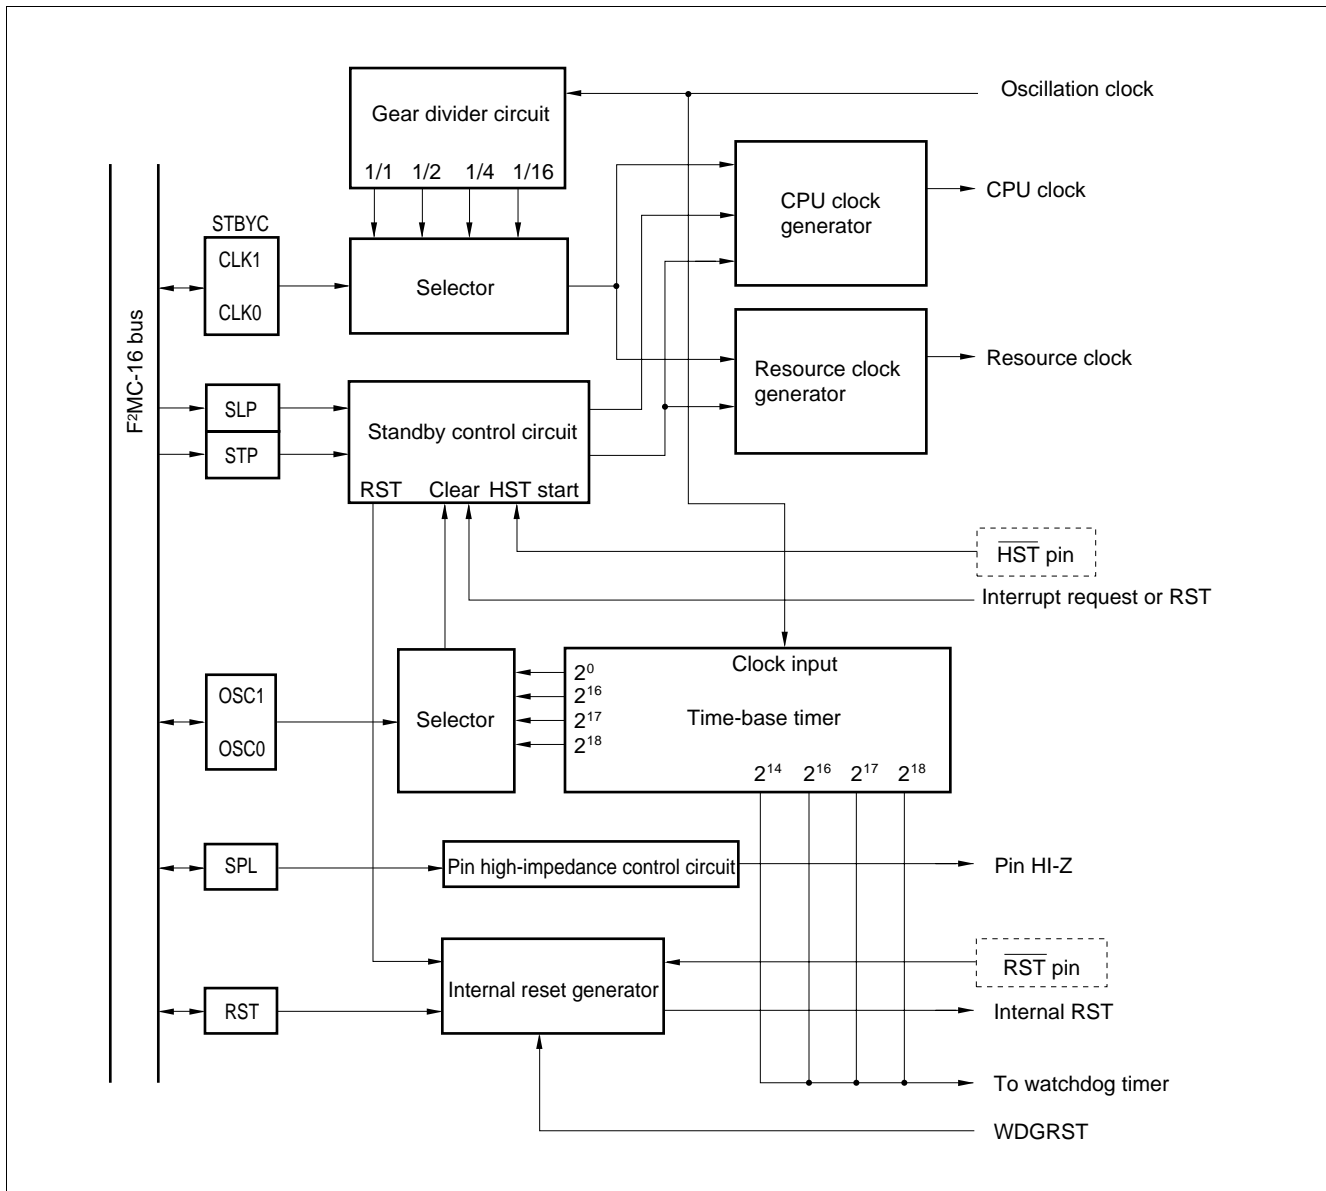 Oscillation clock
Gear divider circuit
1/1 1/2 1/4 1/16
CPU clock
generator
CPU clock
STBYC
CLK1
CLK0
Selector
F²MC-16 bus
Resource clock
generator
Resource clock
SLP
STP
Standby control circuit
RST Clear HST start
HST pin
Interrupt request or RST
OSC1
OSC0
Selector
Clock input
Time-base timer
2⁰
2¹⁶
2¹⁷
2¹⁸
2¹⁴ 2¹⁶ 2¹⁷ 2¹⁸
SPL
Pin high-impedance control circuit
Pin HI-Z
RST pin
Internal reset generator
RST
Internal RST
To watchdog timer
WDGRST